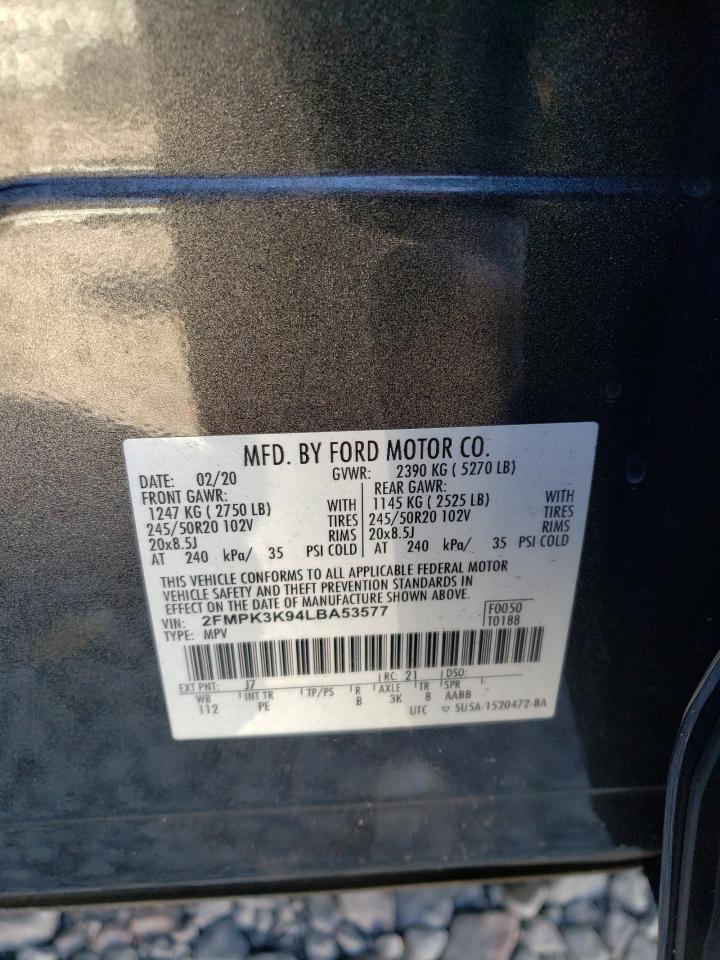 MFD. BY FORD MOTOR CO.
DATE: 02/20 GVWR: 2390 KG ( 5270 LB)
FRONT GAWR: REAR GAWR:
1247 KG ( 2750 LB) WITH 1145 KG ( 2525 LB) WITH
245/50R20 102V TIRES 245/50R20 102V TIRES
20x8.5J RIMS 20x8.5J RIMS
AT 240 kPa/ 35 PSI COLD AT 240 kPa/ 35 PSI COLD
THIS VEHICLE CONFORMS TO ALL APPLICABLE FEDERAL MOTOR
VEHICLE SAFETY AND THEFT PREVENTION STANDARDS IN
EFFECT ON THE DATE OF MANUFACTURE SHOWN ABOVE.
VIN: 2FMPK3K94LBA53577 F0050
TYPE: MPV T0188
EXT PNT: J7 RC: 21 DSO:
WB INT TR TP/PS R AXLE TR SPR
112 PE B 3K 8 AABB
UTC ▽ 5U5A-1520472-BA